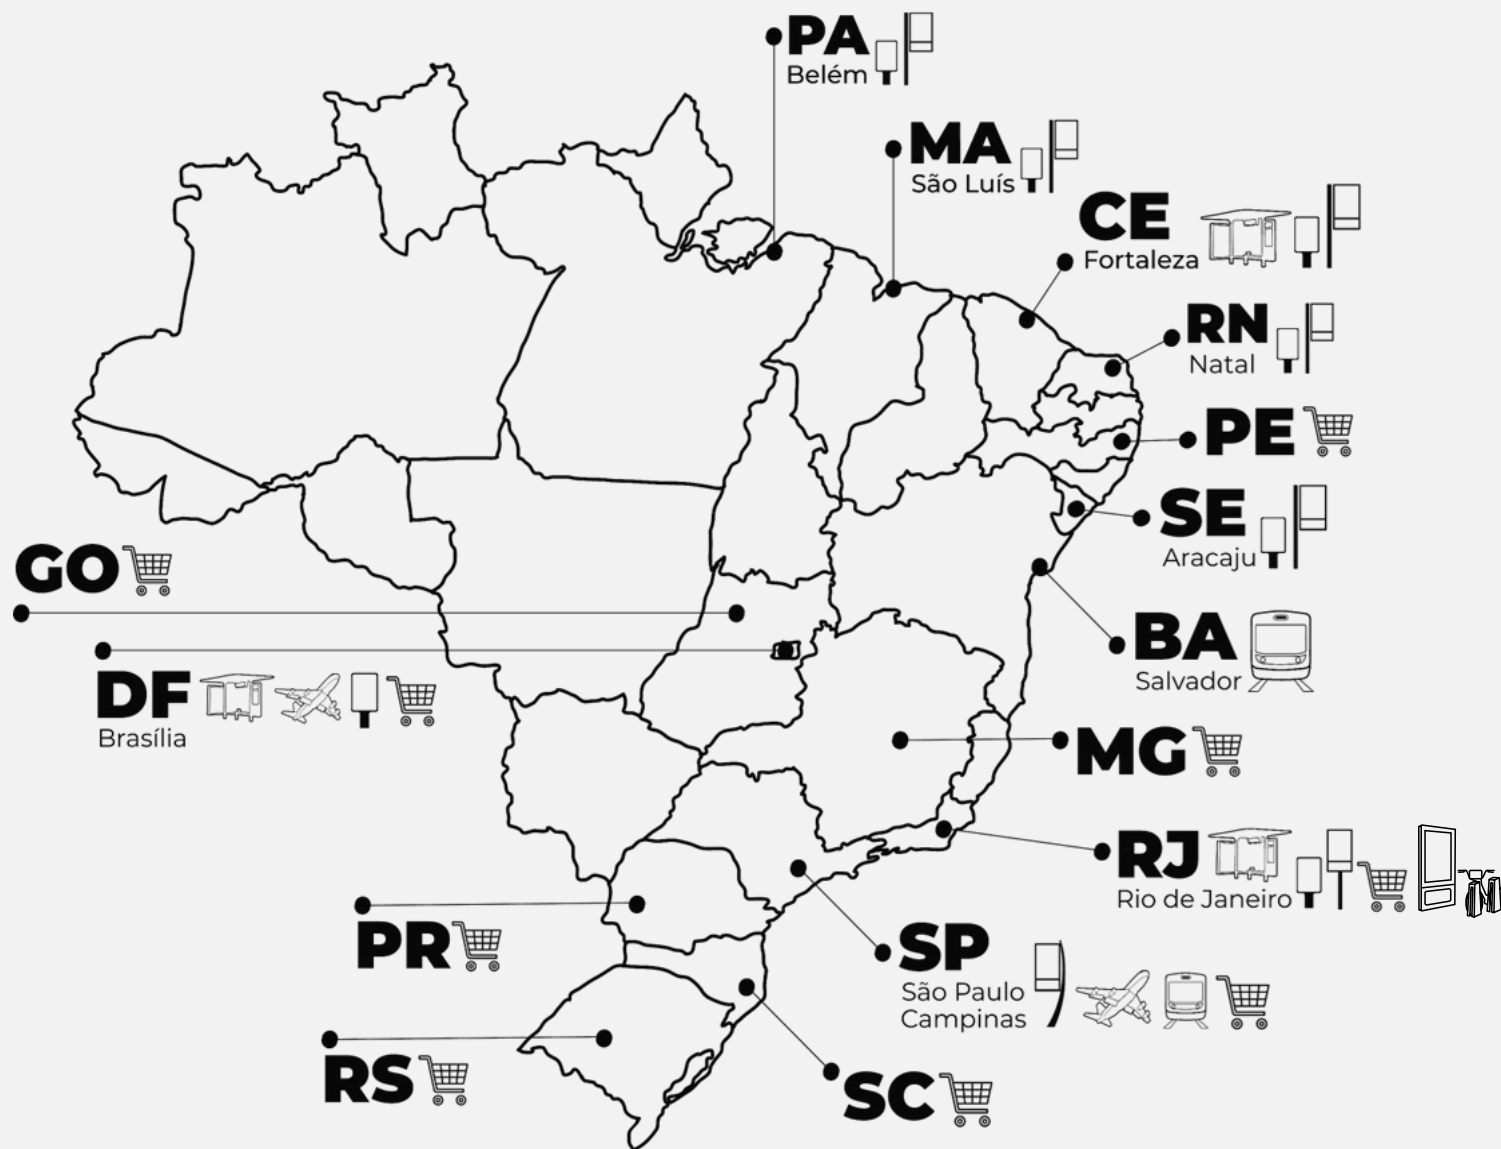 PA
Belém
MA
São Luís
CE
Fortaleza
RN
Natal
PE
SE
Aracaju
GO
BA
Salvador
DF
Brasília
MG
RJ
Rio de Janeiro
PR
SP
São Paulo
Campinas
RS
SC